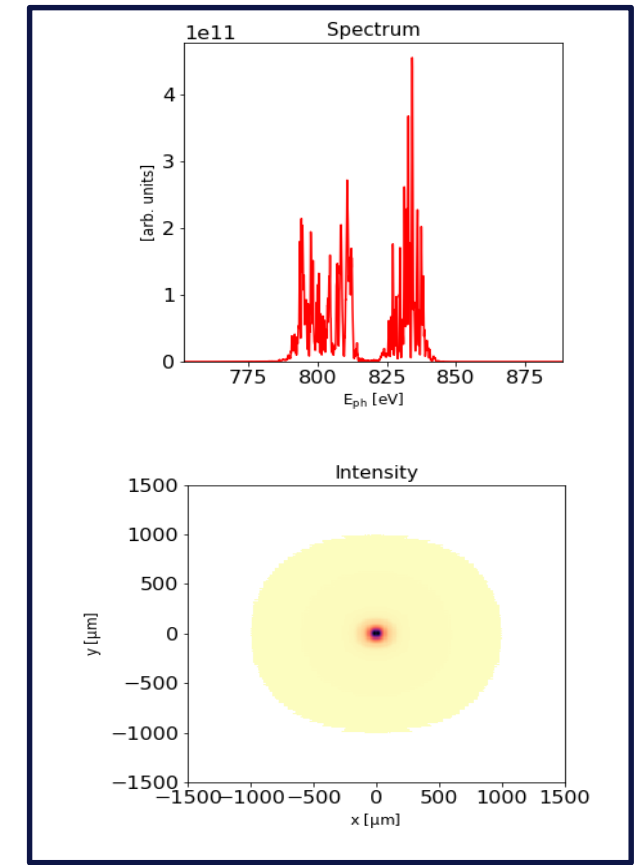 Spectrum
1e11
4
3
2
1
0
[arb. units]
775 800 825 850 875
E_ph [eV]
Intensity
1500
1000
500
0
−500
−1000
−1500
y [μm]
−1500 −1000 −500 0 500 1000 1500
x [μm]